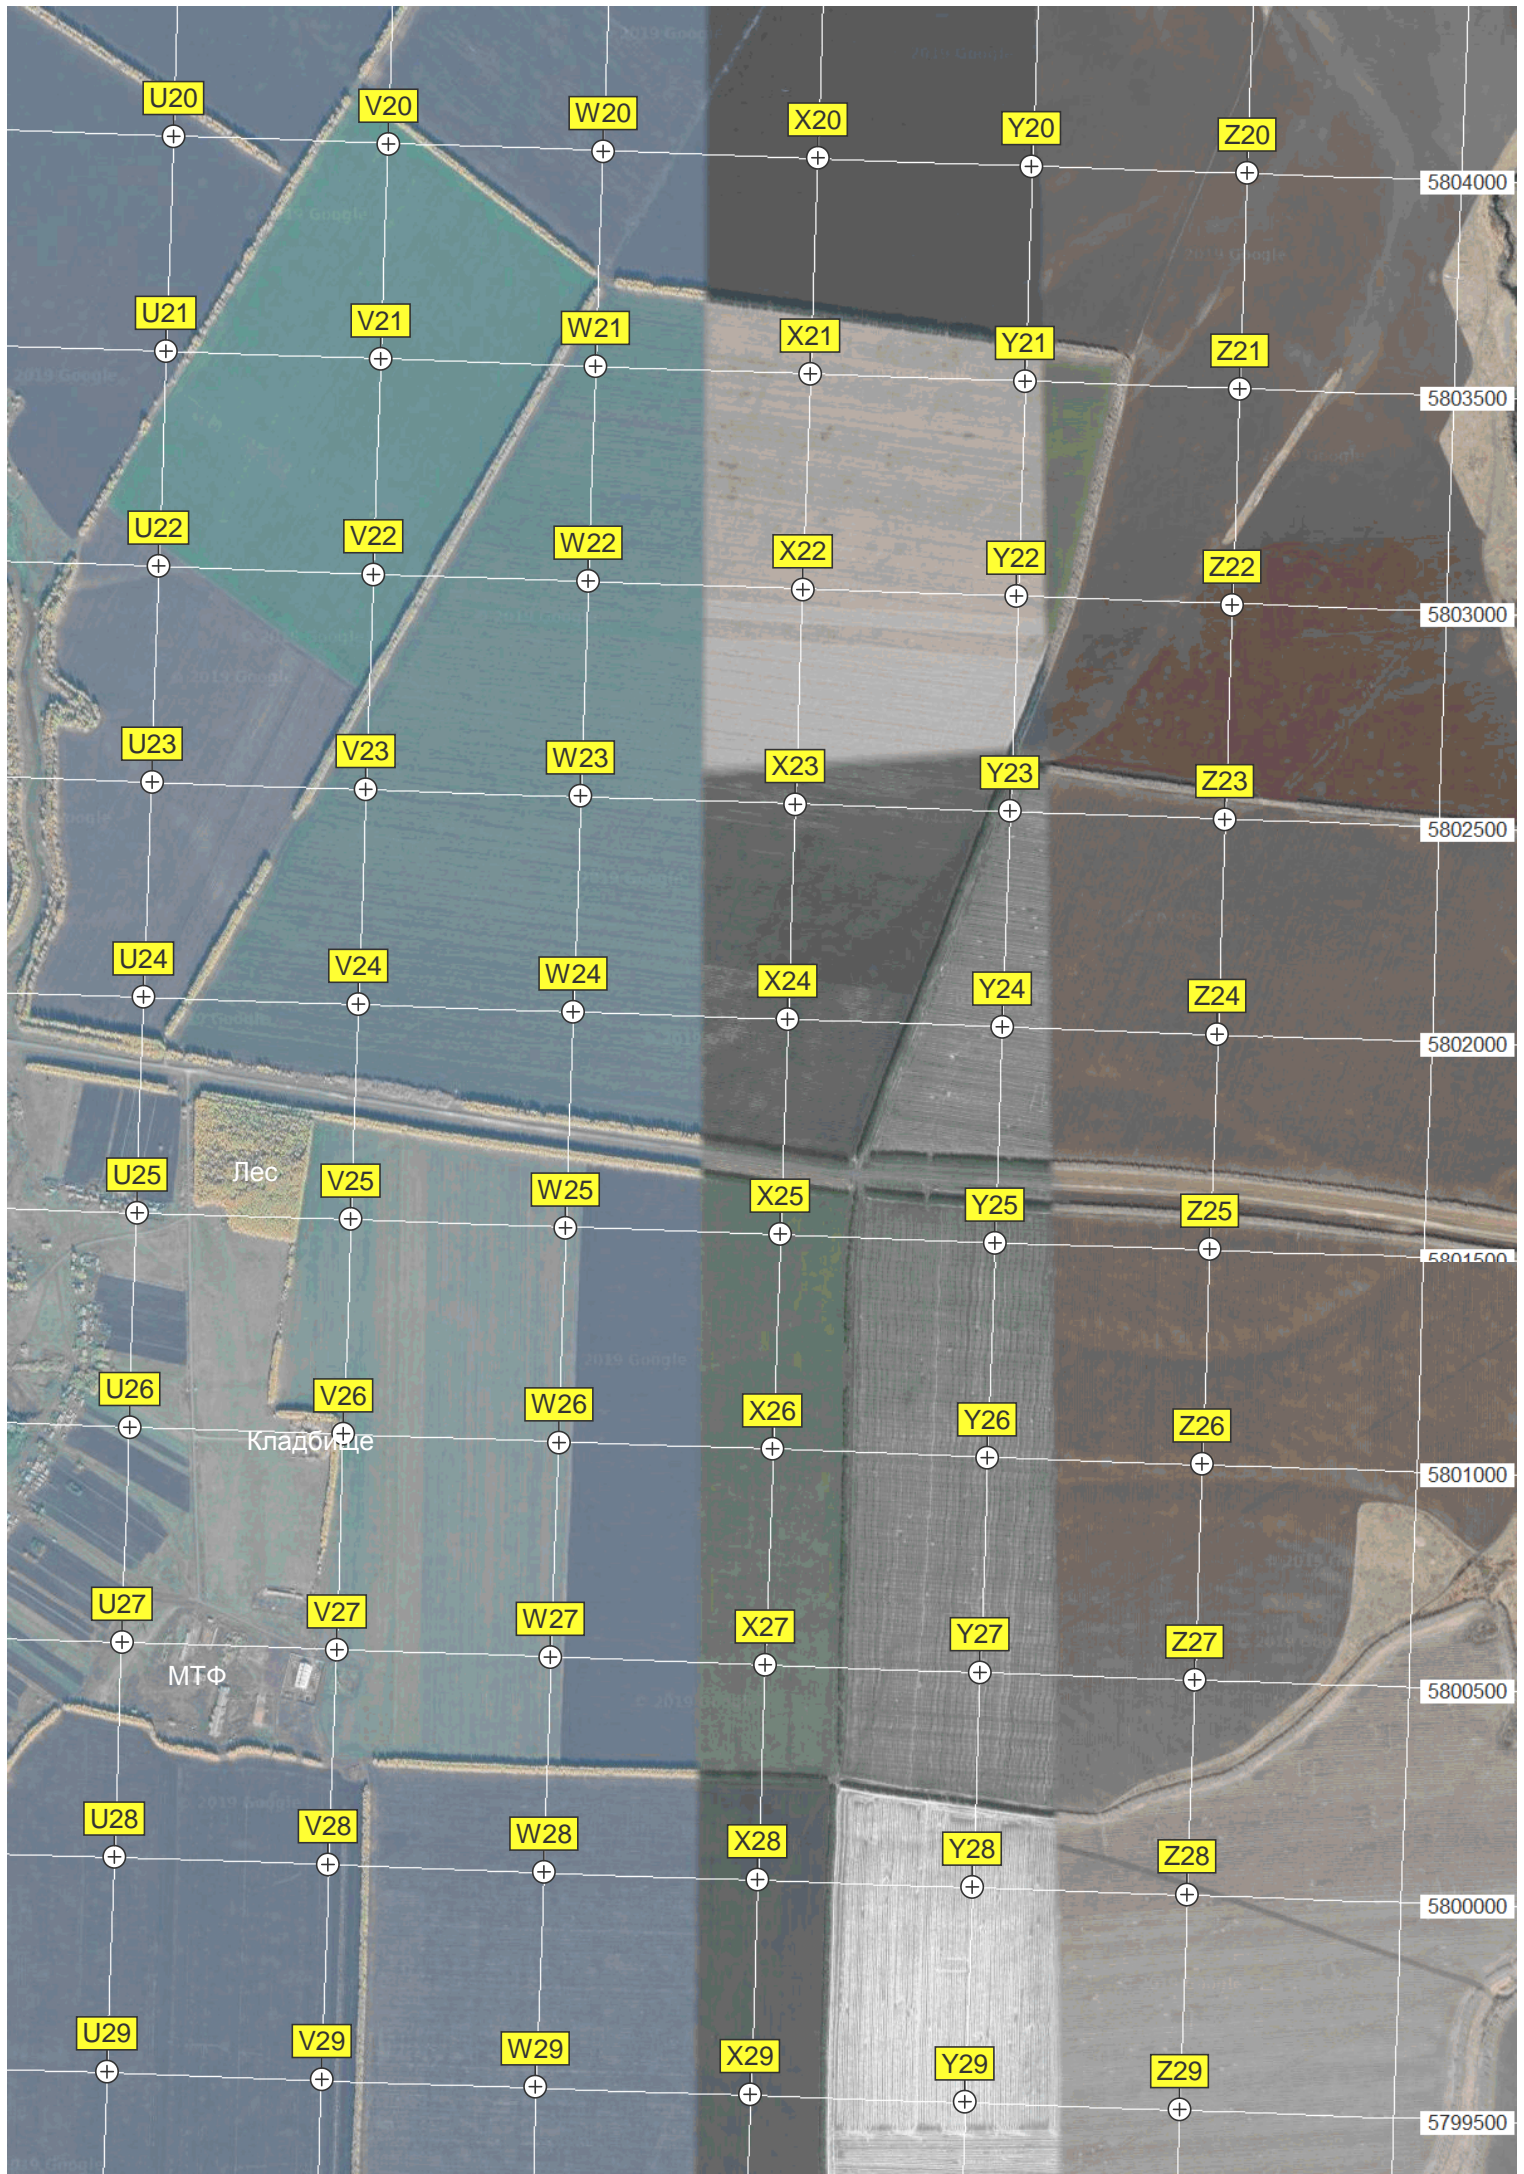 U20 V20 W20 X20 Y20 Z20
5804000
U21 V21 W21 X21 Y21 Z21
5803500
U22 V22 W22 X22 Y22 Z22
5803000
U23 V23 W23 X23 Y23 Z23
5802500
U24 V24 W24 X24 Y24 Z24
5802000
Лес
U25 V25 W25 X25 Y25 Z25
5801500
© 2019 Google
U26 V26 W26 X26 Y26 Z26
Кладбище
5801000
U27 V27 W27 X27 Y27 Z27
МТФ
5800500
U28 V28 W28 X28 Y28 Z28
5800000
U29 V29 W29 X29 Y29 Z29
5799500